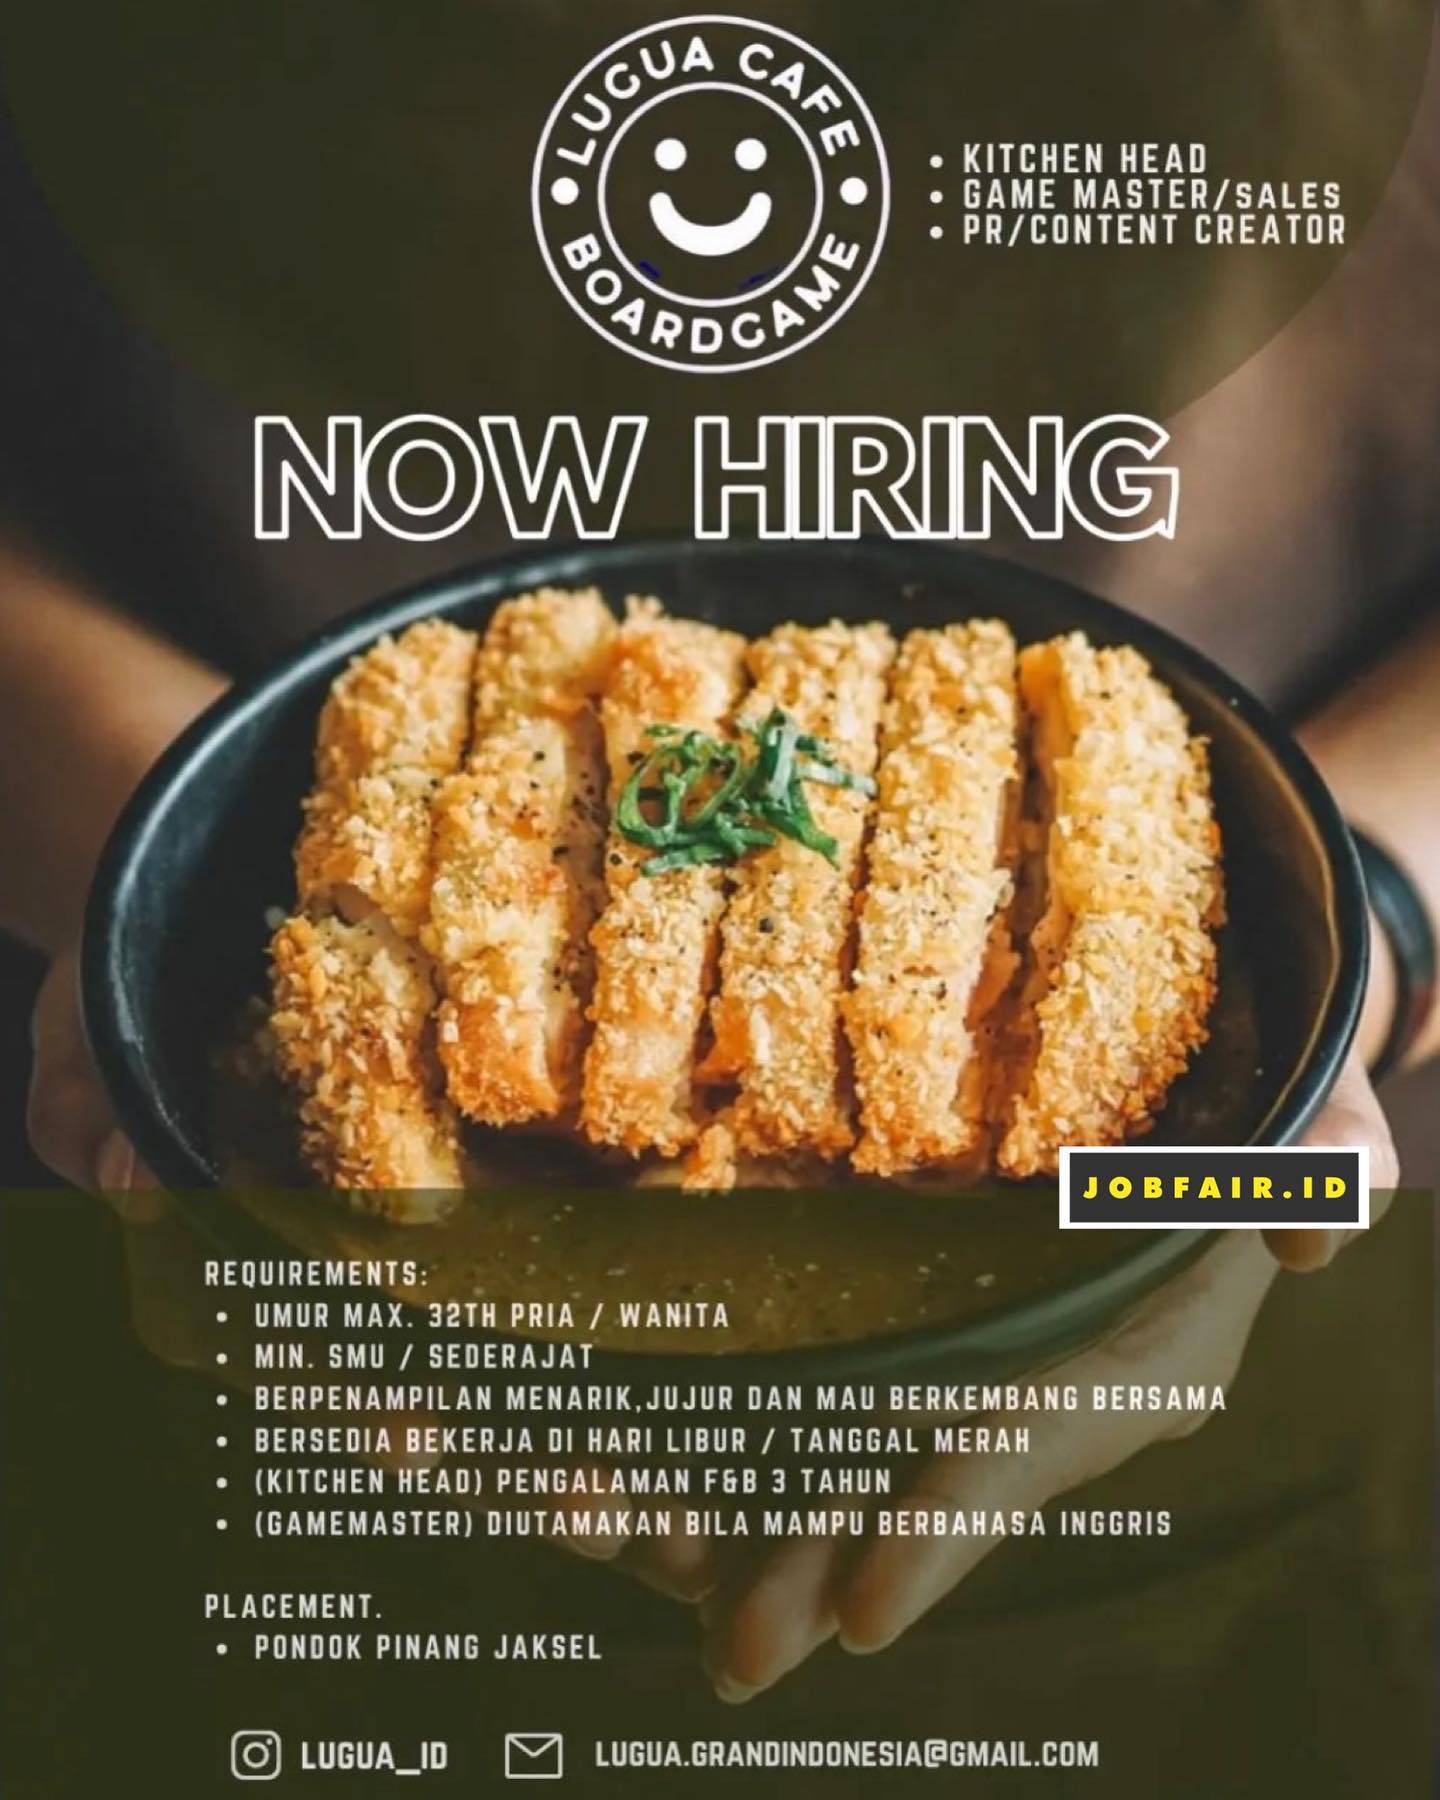 LUGUA CAFE
BOARDGAME
• KITCHEN HEAD
• GAME MASTER/SALES
• PR/CONTENT CREATOR
NOW HIRING
JOBFAIR.ID
REQUIREMENTS:
• UMUR MAX. 32TH PRIA / WANITA
• MIN. SMU / SEDERAJAT
• BERPENAMPILAN MENARIK,JUJUR DAN MAU BERKEMBANG BERSAMA
• BERSEDIA BEKERJA DI HARI LIBUR / TANGGAL MERAH
• (KITCHEN HEAD) PENGALAMAN F&B 3 TAHUN
• (GAMEMASTER) DIUTAMAKAN BILA MAMPU BERBAHASA INGGRIS
PLACEMENT.
• PONDOK PINANG JAKSEL
LUGUA_ID
LUGUA.GRANDINDONESIA@GMAIL.COM